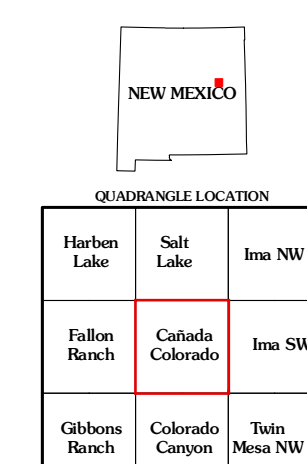 NEW MEXICO
QUADRANGLE LOCATION
Harben Lake
Salt Lake
Ima NW
Fallon Ranch
Cañada Colorado
Ima SW
Gibbons Ranch
Colorado Canyon
Twin Mesa NW